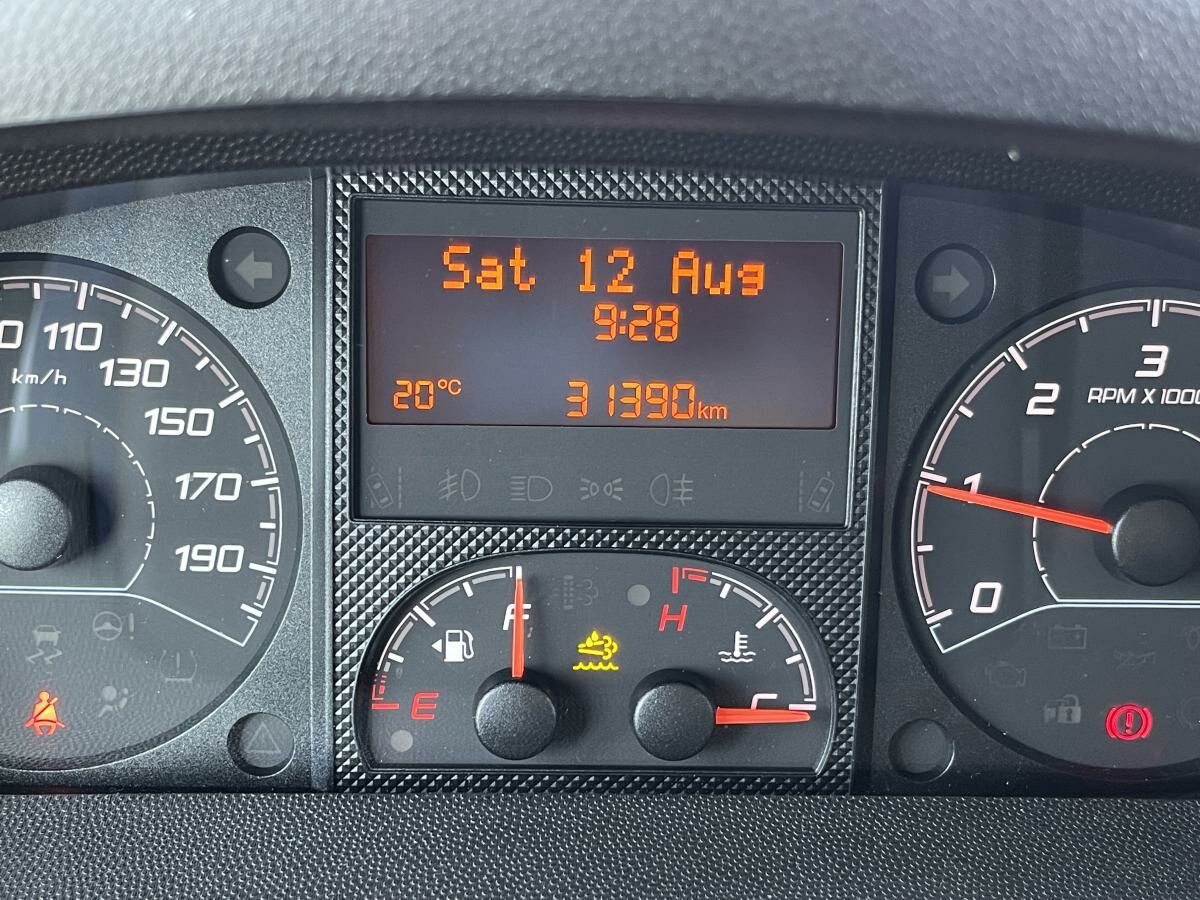 Sat 12 Aug
9:28
20°C 31390km
110
km/h
130
150
170
190
3
RPM X 1000
2
1
0
F
H
E
C